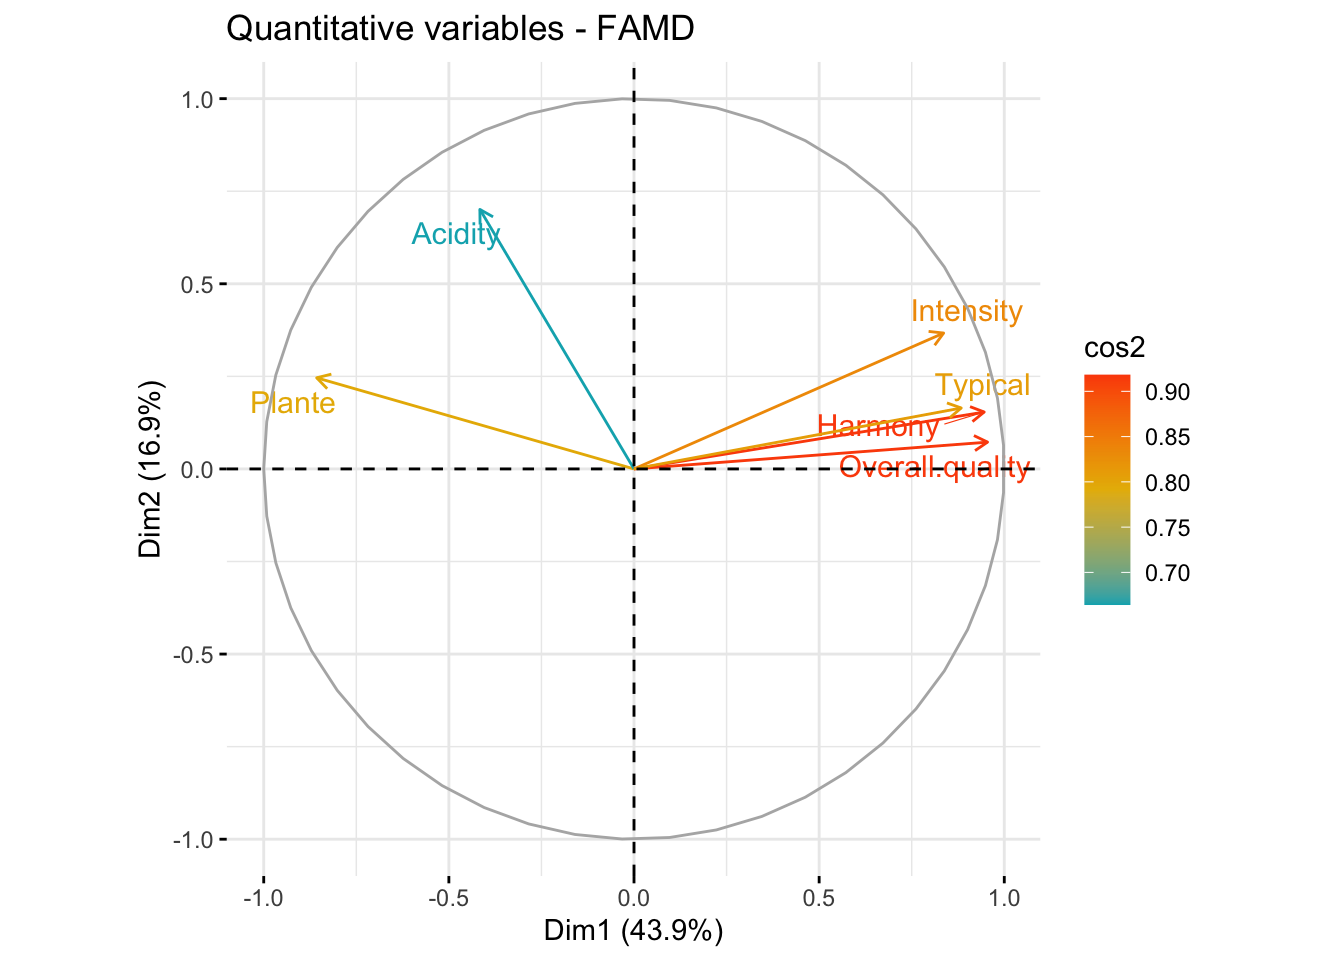 Quantitative variables - FAMD
1.0
0.5
0.0
-0.5
-1.0
Dim2 (16.9%)
Acidity
Intensity
Plante
Typical
Harmony
Overall.quality
-1.0
-0.5
0.0
0.5
1.0
Dim1 (43.9%)
cos2
0.90
0.85
0.80
0.75
0.70